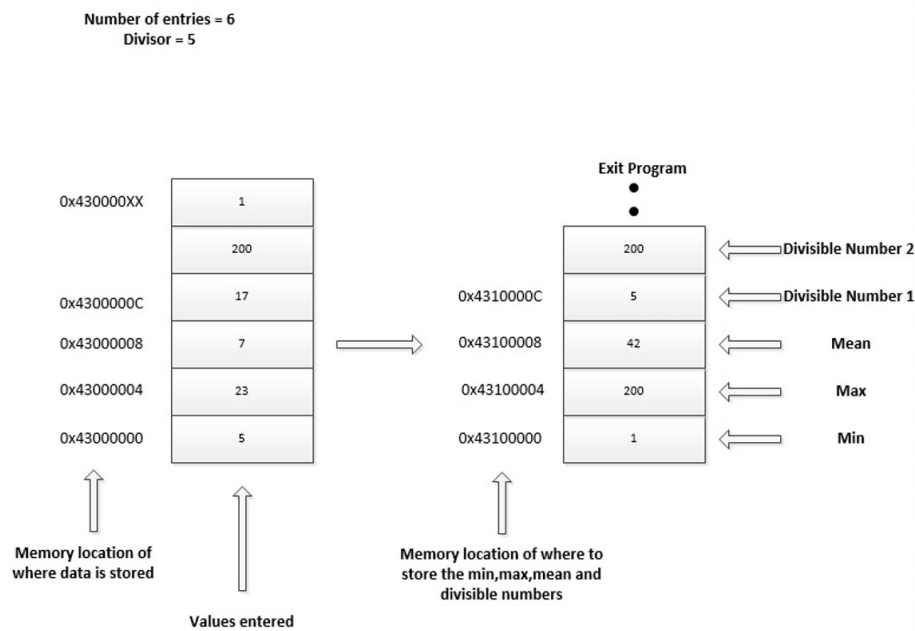 Number of entries = 6
Divisor = 5
Exit Program
0x430000XX
1
200
0x4300000C
17
0x43000008
7
0x43000004
23
0x43000000
5
200
Divisible Number 2
0x4310000C
5
Divisible Number 1
0x43100008
42
Mean
0x43100004
200
Max
0x43100000
1
Min
Memory location of
where data is stored
Values entered
Memory location of where to
store the min,max,mean and
divisible numbers